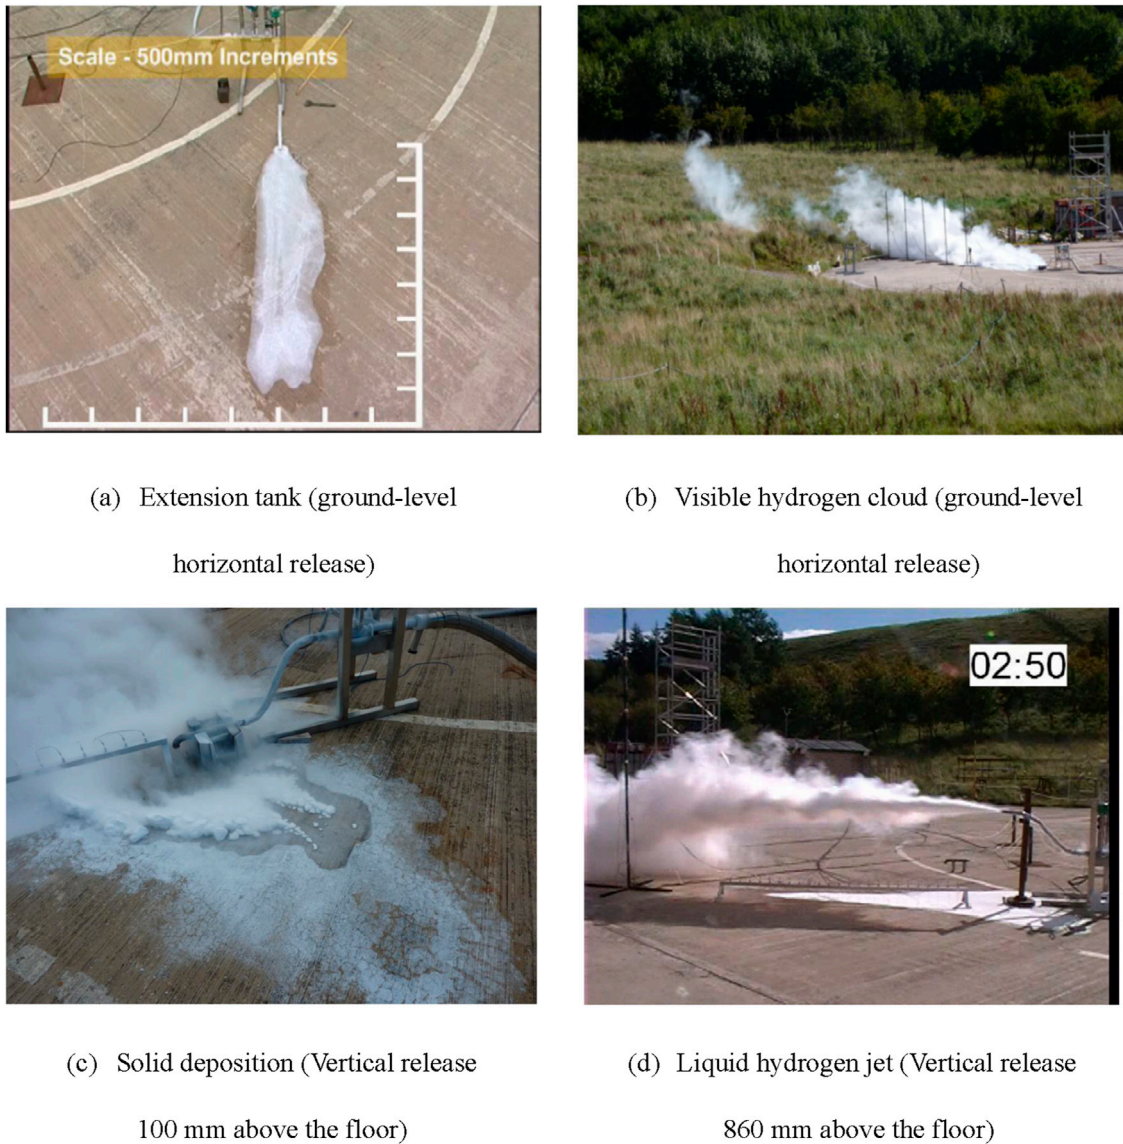 Scale - 500mm Increments
(a) Extension tank (ground-level
horizontal release)
(b) Visible hydrogen cloud (ground-level
horizontal release)
02:50
(c) Solid deposition (Vertical release
100 mm above the floor)
(d) Liquid hydrogen jet (Vertical release
860 mm above the floor)